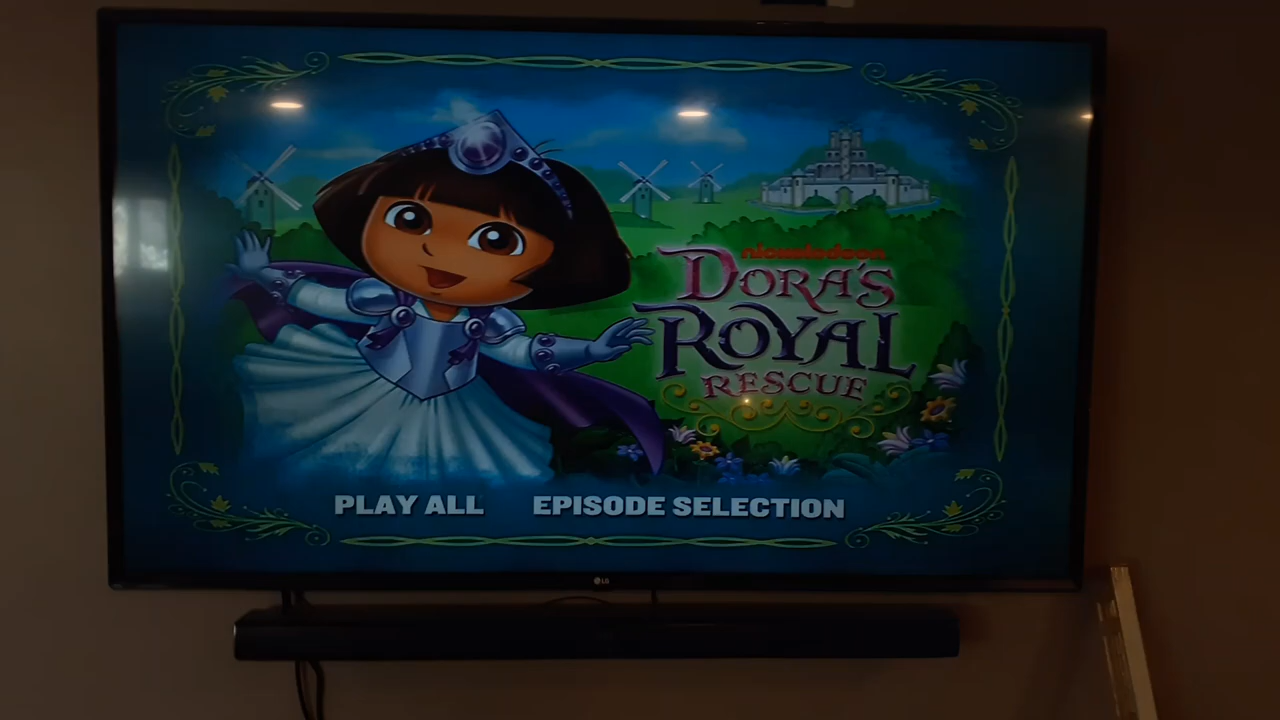 nickelodeon
DORA'S
ROYAL
RESCUE
PLAY ALL EPISODE SELECTION
LG